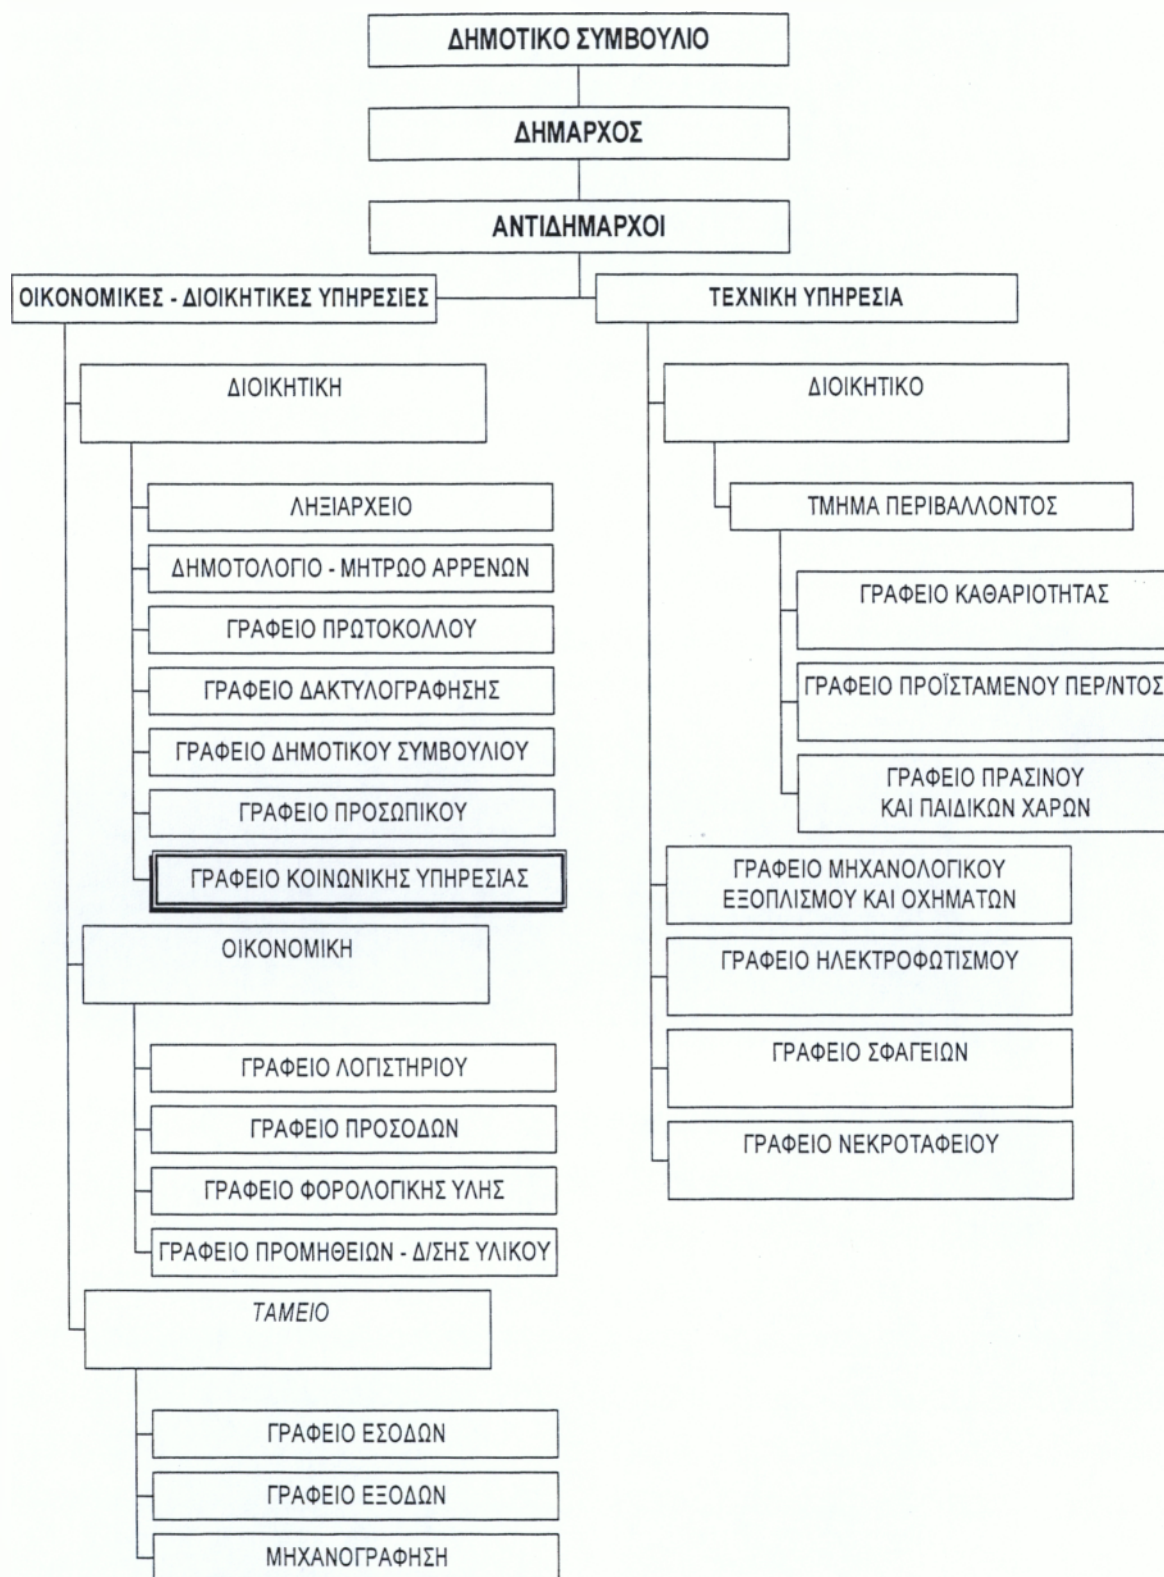 ΔΗΜΟΤΙΚΟ ΣΥΜΒΟΥΛΙΟ
ΔΗΜΑΡΧΟΣ
ΑΝΤΙΔΗΜΑΡΧΟΙ
ΟΙΚΟΝΟΜΙΚΕΣ - ΔΙΟΙΚΗΤΙΚΕΣ ΥΠΗΡΕΣΙΕΣ
ΔΙΟΙΚΗΤΙΚΗ
ΛΗΞΙΑΡΧΕΙΟ
ΔΗΜΟΤΟΛΟΓΙΟ - ΜΗΤΡΩΟ ΑΡΡΕΝΩΝ
ΓΡΑΦΕΙΟ ΠΡΩΤΟΚΟΛΛΟΥ
ΓΡΑΦΕΙΟ ΔΑΚΤΥΛΟΓΡΑΦΗΣΗΣ
ΓΡΑΦΕΙΟ ΔΗΜΟΤΙΚΟΥ ΣΥΜΒΟΥΛΙΟΥ
ΓΡΑΦΕΙΟ ΠΡΟΣΩΠΙΚΟΥ
ΓΡΑΦΕΙΟ ΚΟΙΝΩΝΙΚΗΣ ΥΠΗΡΕΣΙΑΣ
ΟΙΚΟΝΟΜΙΚΗ
ΓΡΑΦΕΙΟ ΛΟΓΙΣΤΗΡΙΟΥ
ΓΡΑΦΕΙΟ ΠΡΟΣΟΔΩΝ
ΓΡΑΦΕΙΟ ΦΟΡΟΛΟΓΙΚΗΣ ΥΛΗΣ
ΓΡΑΦΕΙΟ ΠΡΟΜΗΘΕΙΩΝ - Δ/ΣΗΣ ΥΛΙΚΟΥ
ΤΑΜΕΙΟ
ΓΡΑΦΕΙΟ ΕΣΟΔΩΝ
ΓΡΑΦΕΙΟ ΕΞΟΔΩΝ
ΜΗΧΑΝΟΓΡΑΦΗΣΗ
ΤΕΧΝΙΚΗ ΥΠΗΡΕΣΙΑ
ΔΙΟΙΚΗΤΙΚΟ
ΤΜΗΜΑ ΠΕΡΙΒΑΛΛΟΝΤΟΣ
ΓΡΑΦΕΙΟ ΚΑΘΑΡΙΟΤΗΤΑΣ
ΓΡΑΦΕΙΟ ΠΡΟΪΣΤΑΜΕΝΟΥ ΠΕΡ/ΝΤΟΣ
ΓΡΑΦΕΙΟ ΠΡΑΣΙΝΟΥ
ΚΑΙ ΠΑΙΔΙΚΩΝ ΧΑΡΩΝ
ΓΡΑΦΕΙΟ ΜΗΧΑΝΟΛΟΓΙΚΟΥ
ΕΞΟΠΛΙΣΜΟΥ ΚΑΙ ΟΧΗΜΑΤΩΝ
ΓΡΑΦΕΙΟ ΗΛΕΚΤΡΟΦΩΤΙΣΜΟΥ
ΓΡΑΦΕΙΟ ΣΦΑΓΕΙΩΝ
ΓΡΑΦΕΙΟ ΝΕΚΡΟΤΑΦΕΙΟΥ